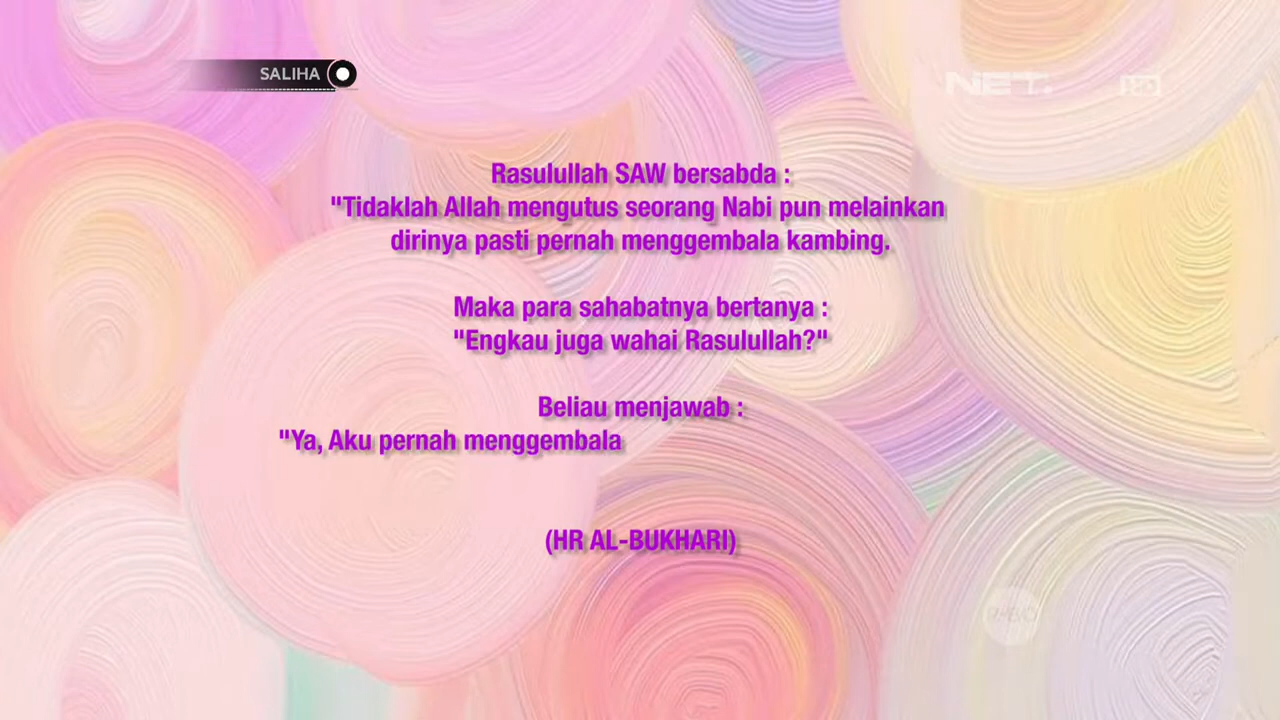 SALIHA
NET. HD
Rasulullah SAW bersabda :
"Tidaklah Allah mengutus seorang Nabi pun melainkan
dirinya pasti pernah menggembala kambing.
Maka para sahabatnya bertanya :
"Engkau juga wahai Rasulullah?"
Beliau menjawab :
"Ya, Aku pernah menggembala
(HR AL-BUKHARI)